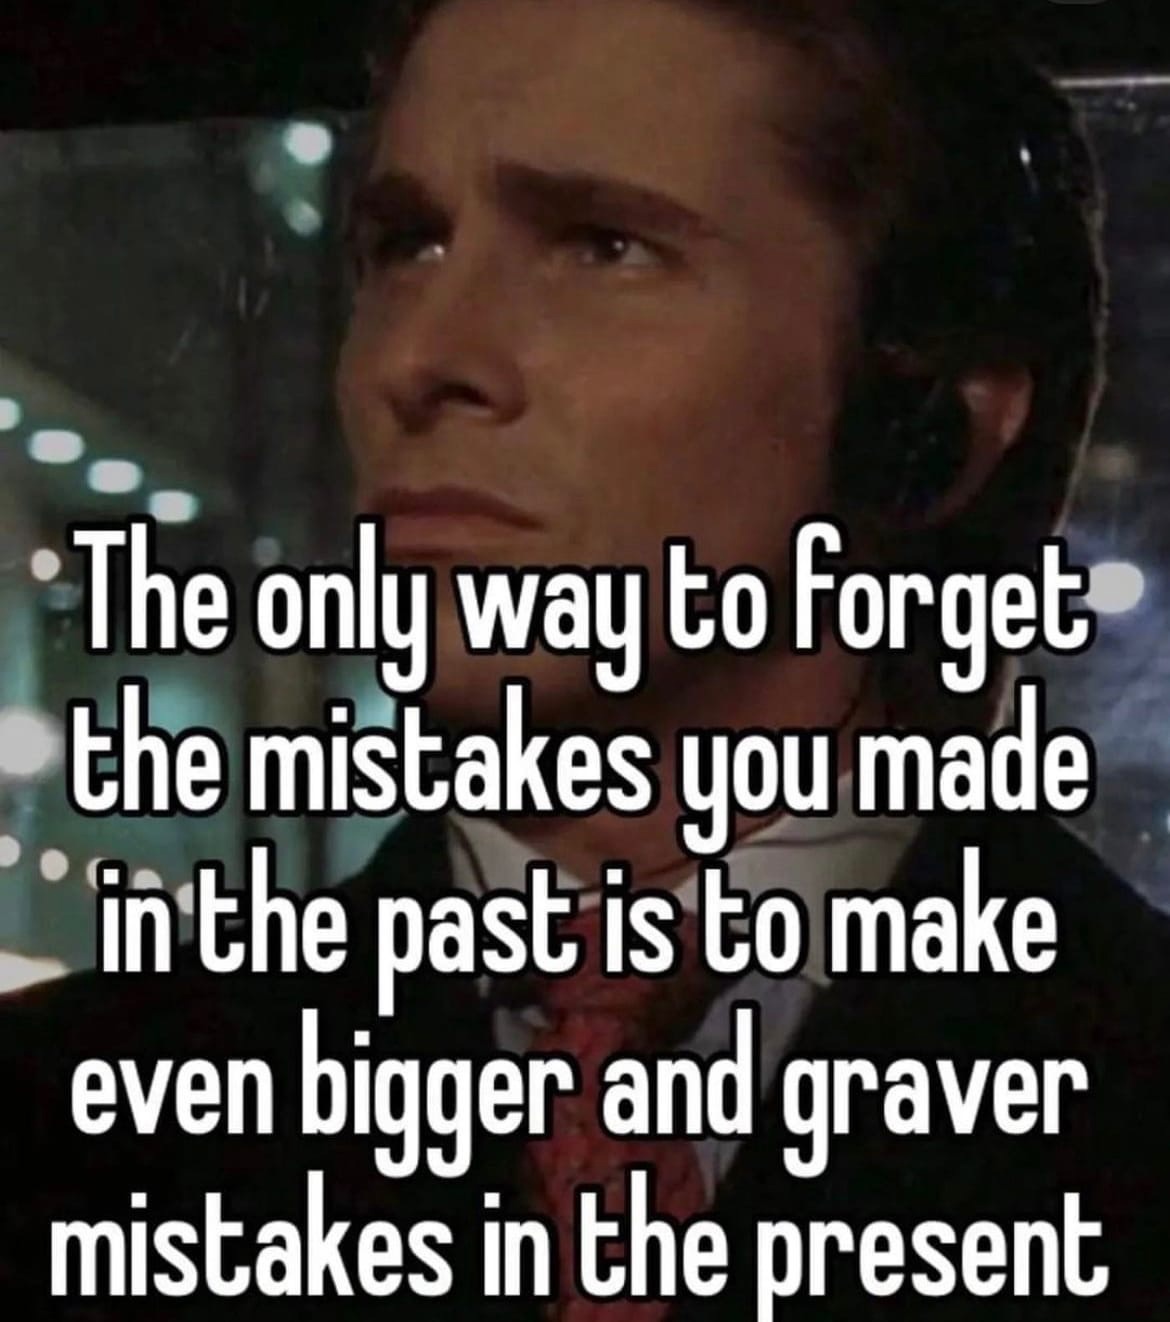 The only way to forget
the mistakes you made
in the past is to make
even bigger and graver
mistakes in the present